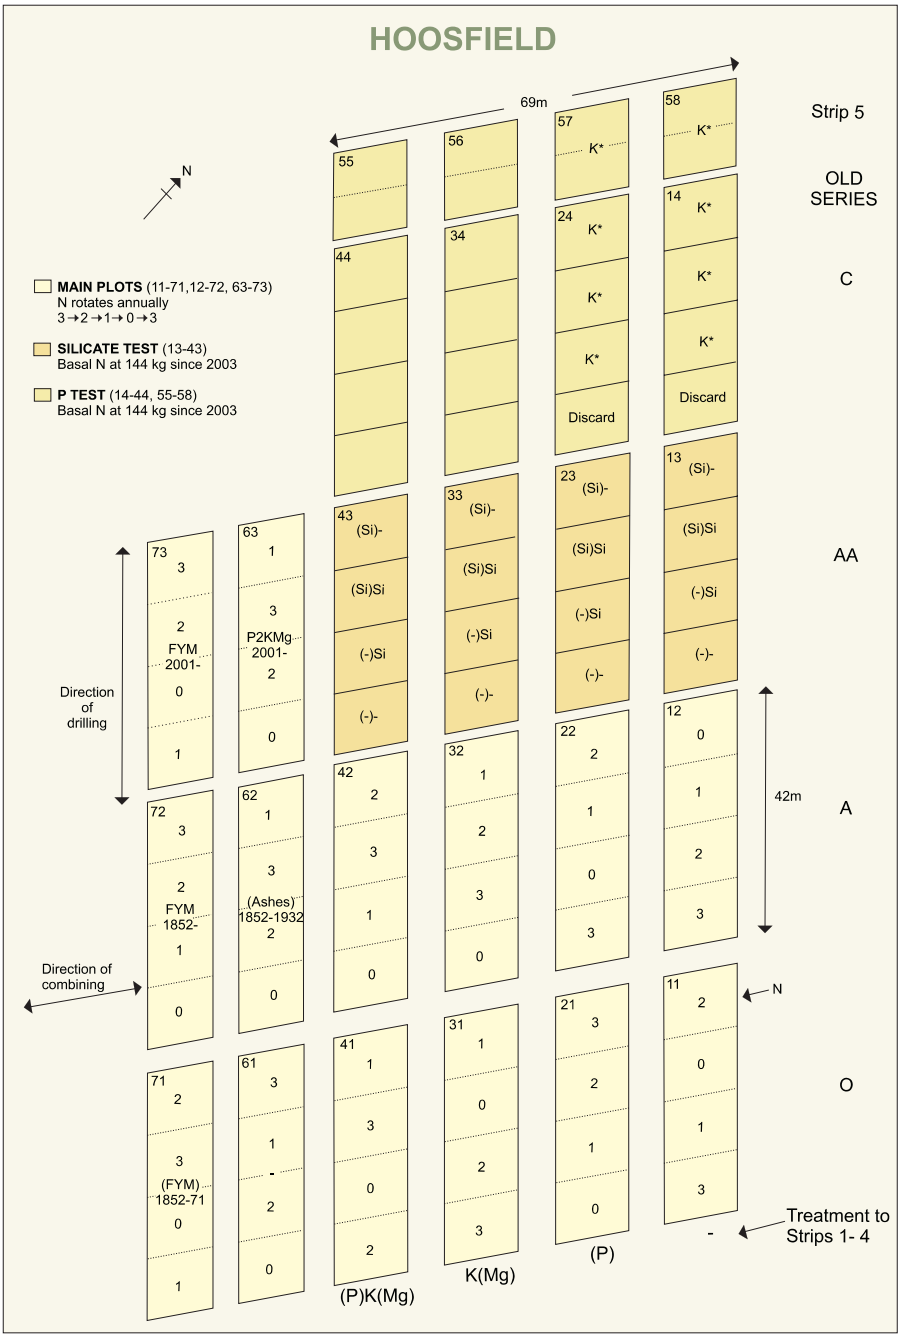 HOOSFIELD
69m
Strip 5
OLD
SERIES
C
AA
A
O
N
MAIN PLOTS (11-71,12-72, 63-73)
N rotates annually
3→2→1→0→3
SILICATE TEST (13-43)
Basal N at 144 kg since 2003
P TEST (14-44, 55-58)
Basal N at 144 kg since 2003
55
56
57
K*
58
K*
44
34
24
K*
K*
K*
Discard
14
K*
K*
K*
Discard
73
3
2
FYM
2001-
0
1
63
1
3
P2KMg
2001-
2
0
43
(Si)-
(Si)Si
(-)Si
(-)-
33
(Si)-
(Si)Si
(-)Si
(-)-
23
(Si)-
(Si)Si
(-)Si
(-)-
13
(Si)-
(Si)Si
(-)Si
(-)-
Direction
of
drilling
72
3
2
FYM
1852-
1
0
62
1
3
(Ashes)
1852-1932
2
0
42
2
3
1
0
32
1
2
3
0
22
2
1
0
3
12
0
1
2
3
42m
Direction of
combining
71
2
3
(FYM)
1852-71
0
1
61
3
1
-
2
0
41
1
3
0
2
31
1
0
2
3
21
3
2
1
0
11
2
0
1
3
N
(P)K(Mg)
K(Mg)
(P)
-
Treatment to
Strips 1- 4